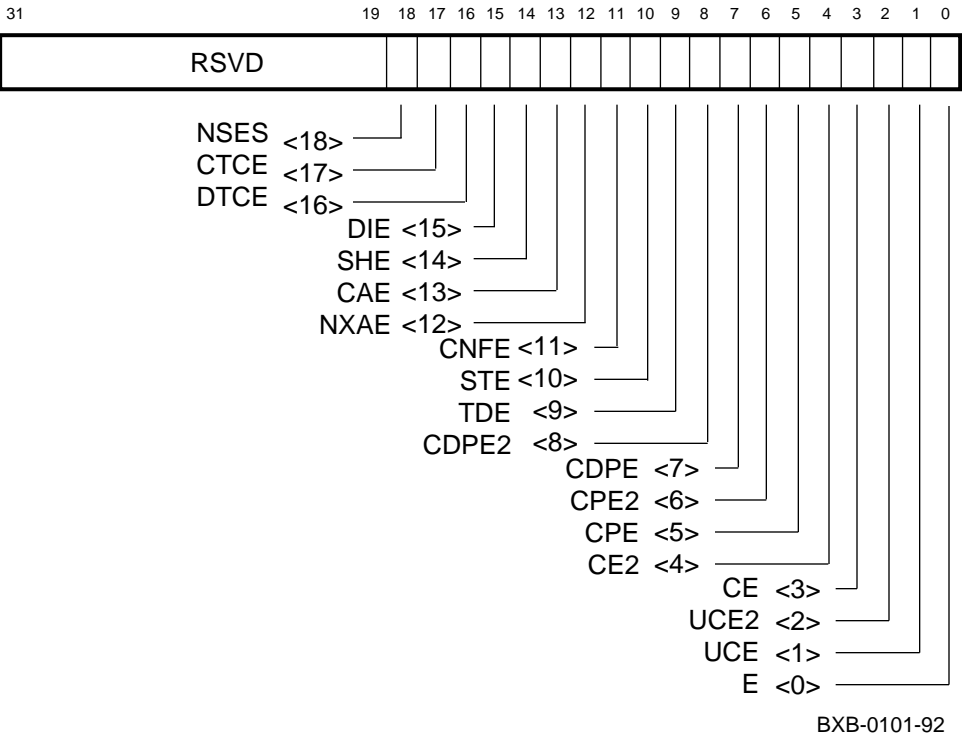 31 19 18 17 16 15 14 13 12 11 10 9 8 7 6 5 4 3 2 1 0
RSVD
NSES <18>
CTCE <17>
DTCE <16>
DIE <15>
SHE <14>
CAE <13>
NXAE <12>
CNFE <11>
STE <10>
TDE <9>
CDPE2 <8>
CDPE <7>
CPE2 <6>
CPE <5>
CE2 <4>
CE <3>
UCE2 <2>
UCE <1>
E <0>
BXB-0101-92